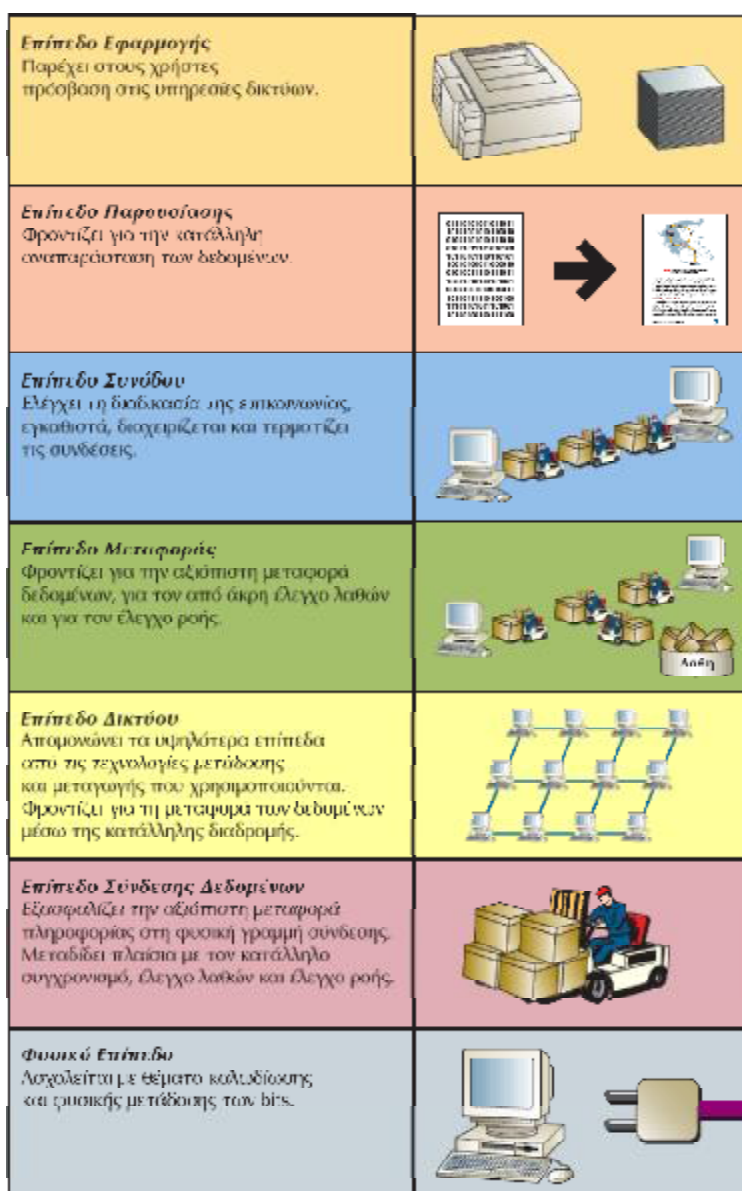 Επίπεδο Εφαρμογής
Παρέχει στους χρήστες
πρόσβαση στις υπηρεσίες δικτύων.
Επίπεδο Παρουσίασης
Φροντίζει για την κατάλληλη
αναπαράσταση των δεδομένων.
Επίπεδο Συνόδου
Ελέγχει τη διαδικασία της επικοινωνίας,
εγκαθιστά, διαχειρίζεται και τερματίζει
τις συνδέσεις.
Επίπεδο Μεταφοράς
Φροντίζει για την αξιόπιστη μεταφορά
δεδομένων, για τον από άκρη έλεγχο λαθών
και για τον έλεγχο ροής.
Λάθη
Επίπεδο Δικτύου
Απομονώνει τα υψηλότερα επίπεδα
από τις τεχνολογίες μετάδοσης
και μεταγωγής που χρησιμοποιούνται.
Φροντίζει για τη μεταφορά των δεδομένων
μέσω της κατάλληλης διαδρομής.
Επίπεδο Σύνδεσης Δεδομένων
Εξασφαλίζει την αξιόπιστη μεταφορά
πληροφορίας στη φυσική γραμμή σύνδεσης.
Μεταδίδει πλαίσια με τον κατάλληλο
συγχρονισμό, έλεγχο λαθών και έλεγχο ροής.
Φυσικό Επίπεδο
Ασχολείται με θέματα καλωδίωσης
και φυσικής μετάδοσης των bits.